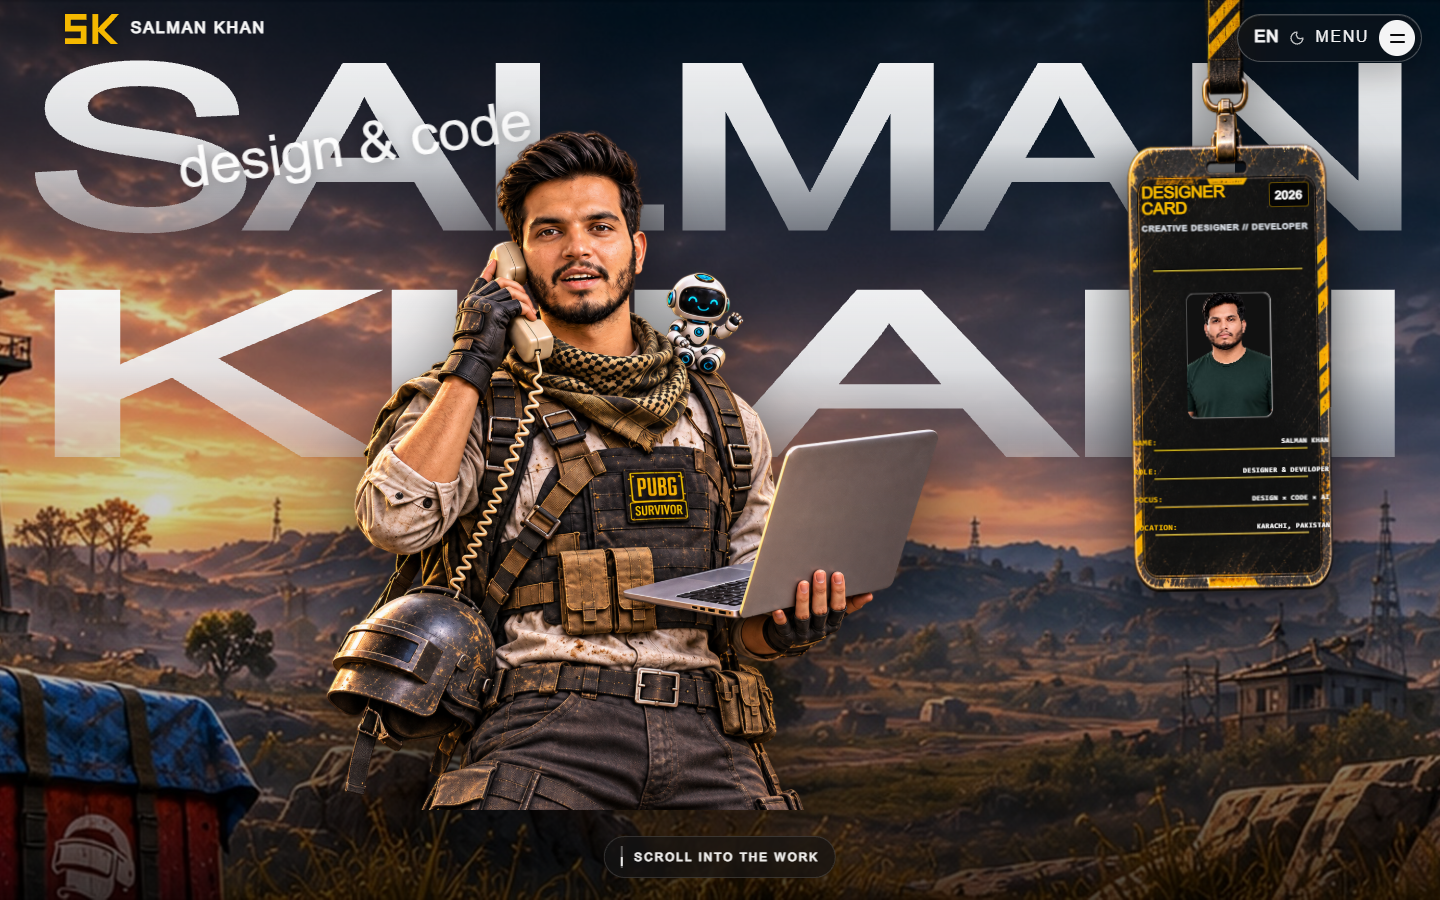 SK SALMAN KHAN
EN MENU
SALMAN
design & code
KHAN
DESIGNER
CARD
2026
CREATIVE DESIGNER // DEVELOPER
SALMAN KHAN
DESIGNER & DEVELOPER
DESIGN × CODE × AI
KARACHI, PAKISTAN
PUBG
SURVIVOR
SCROLL INTO THE WORK